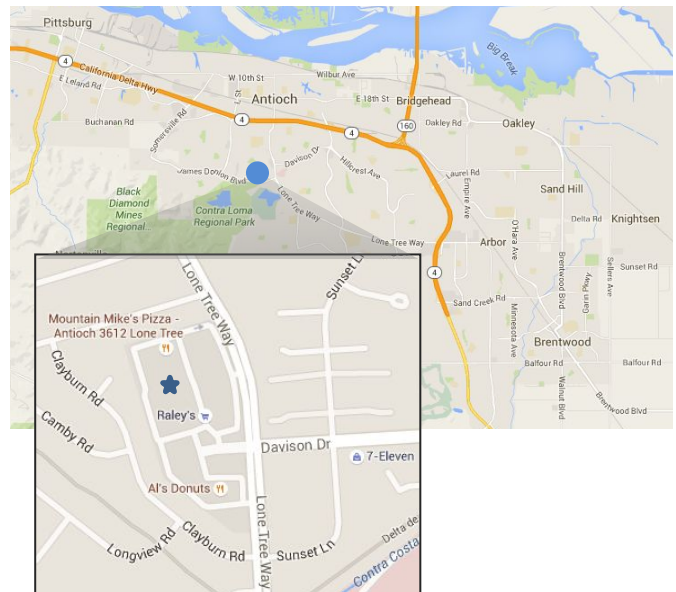 Pittsburg
4
California Delta Hwy
E Leland Rd
W 10th St
Wilbur Ave
Big Break
L St
Antioch
E 18th St
Bridgehead
Buchanan Rd
Somersville Rd
4
4
160
Oakley Rd
Oakley
James Donlon Blvd
Davison Dr
Hillcrest Ave
Laurel Rd
Empire Ave
Sand Hill
Black
Diamond
Mines
Regional...
Contra Loma
Regional Park
Lone Tree Way
Lone Tree Way
Arbor
O'Hara Ave
Delta Rd
Knightsen
Brentwood Blvd
Garin Pkwy
Sellers Ave
Sunset Rd
4
Sand Creek Rd
Minnesota Ave
Brentwood
Balfour Rd
Balfour Rd
Walnut Blvd
Brentwood Blvd
Lone Tree Way
Sunset Ln
Mountain Mike's Pizza -
Antioch 3612 Lone Tree
Clayburn Rd
Raley's
Camby Rd
Davison Dr
7-Eleven
Al's Donuts
Lone Tree Way
Longview Rd
Clayburn Rd
Sunset Ln
Delta de
Contra Costa